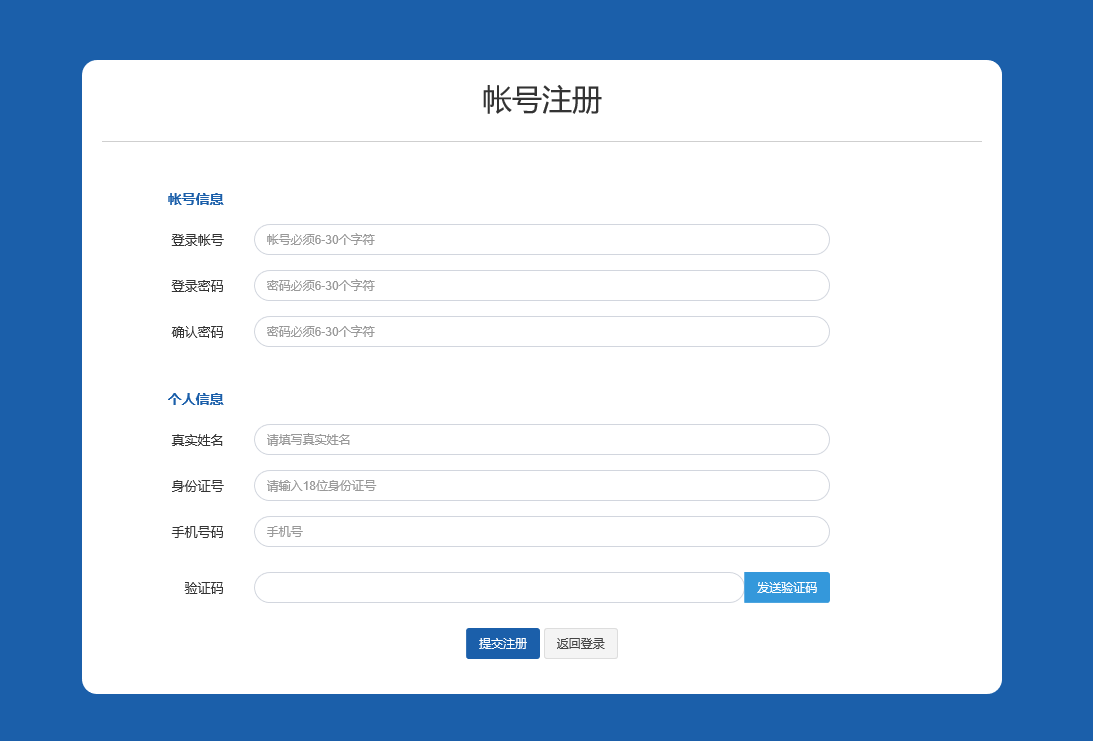 帐号注册
帐号信息
登录帐号 帐号必须6-30个字符
登录密码 密码必须6-30个字符
确认密码 密码必须6-30个字符
个人信息
真实姓名 请填写真实姓名
身份证号 请输入18位身份证号
手机号码 手机号
验证码 发送验证码
提交注册 返回登录